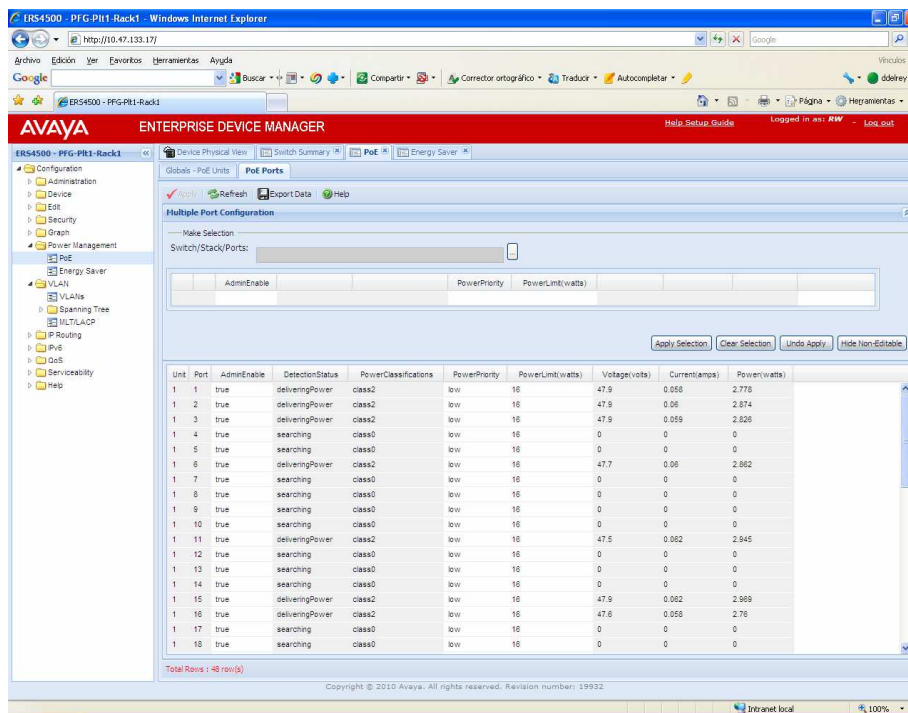 ERS4500 - PFG-Plt1-Rack1 - Windows Internet Explorer
http://10.47.133.17/
Google
Archivo Edición Ver Favoritos Herramientas Ayuda
Vínculos
Google Buscar Compartir Corrector ortográfico Traducir Autocompletar ddelrey
ERS4500 - PFG-Plt1-Rack1
Página Herramientas
AVAYA ENTERPRISE DEVICE MANAGER
Help Setup Guide Logged in as: RW - Log out
ERS4500 - PFG-Plt1-Rack1
Configuration
Administration
Device
Edit
Security
Graph
Power Management
PoE
Energy Saver
VLAN
VLANs
Spanning Tree
MLT/LACP
IP Routing
IPv6
QoS
Serviceability
Help
Device Physical View Switch Summary PoE Energy Saver
Globals - PoE Units PoE Ports
Apply Refresh Export Data Help
Multiple Port Configuration
Make Selection
Switch/Stack/Ports: ...
AdminEnable PowerPriority PowerLimit(watts)
Apply Selection Clear Selection Undo Apply Hide Non-Editable
Unit Port AdminEnable DetectionStatus PowerClassifications PowerPriority PowerLimit(watts) Voltage(volts) Current(amps) Power(watts)
1 1 true deliveringPower class2 low 16 47.9 0.058 2.778
1 2 true deliveringPower class2 low 16 47.9 0.06 2.874
1 3 true deliveringPower class2 low 16 47.9 0.059 2.826
1 4 true searching class0 low 16 0 0 0
1 5 true searching class0 low 16 0 0 0
1 6 true deliveringPower class2 low 16 47.7 0.06 2.862
1 7 true searching class0 low 16 0 0 0
1 8 true searching class0 low 16 0 0 0
1 9 true searching class0 low 16 0 0 0
1 10 true searching class0 low 16 0 0 0
1 11 true deliveringPower class2 low 16 47.5 0.062 2.945
1 12 true searching class0 low 16 0 0 0
1 13 true searching class0 low 16 0 0 0
1 14 true searching class0 low 16 0 0 0
1 15 true deliveringPower class2 low 16 47.9 0.062 2.969
1 16 true deliveringPower class2 low 16 47.6 0.058 2.76
1 17 true searching class0 low 16 0 0 0
1 18 true searching class0 low 16 0 0 0
Total Rows : 48 row(s)
Copyright © 2010 Avaya. All rights reserved. Revision number: 19932
Intranet local 100%